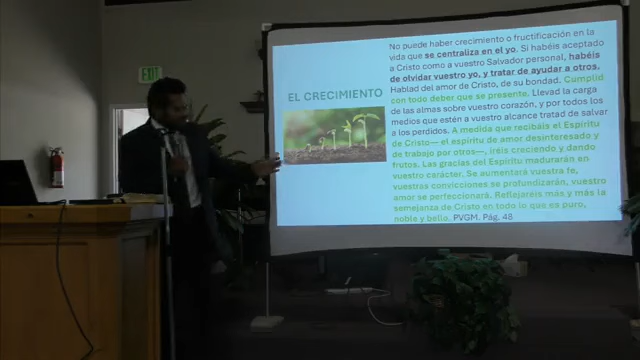 EXIT
EL CRECIMIENTO
No puede haber crecimiento o fructificación en la
vida que se centraliza en el yo. Si habéis aceptado
a Cristo como a vuestro Salvador personal, habéis
de olvidar vuestro yo, y tratar de ayudar a otros.
Hablad del amor de Cristo, de su bondad. Cumplid
con todo deber que se presente. Llevad la carga
de las almas sobre vuestro corazón, y por todos los
medios que estén a vuestro alcance tratad de salvar
a los perdidos. A medida que recibáis el Espíritu
de Cristo— el espíritu de amor desinteresado y
de trabajo por otros—, iréis creciendo y dando
frutos. Las gracias del Espíritu madurarán en
vuestro carácter. Se aumentará vuestra fe,
vuestras convicciones se profundizarán, vuestro
amor se perfeccionará. Reflejaréis más y más la
semejanza de Cristo en todo lo que es puro,
noble y bello. PVGM. Pág. 48